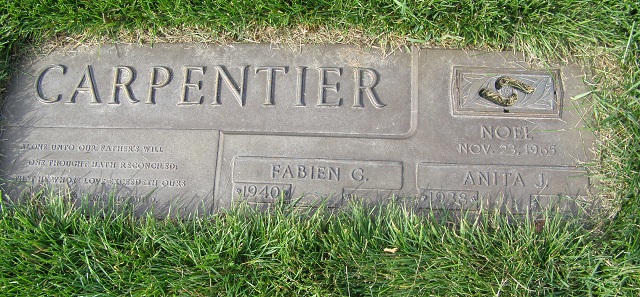 CARPENTIER
NOEL
NOV. 23, 1965
ALONE UNTO OUR FATHER'S WILL
ONE THOUGHT HATH RECONCILED;
THAT HE WHOSE LOVE EXCEEDETH OURS
FABIEN G.
ANITA J.
1940
1938